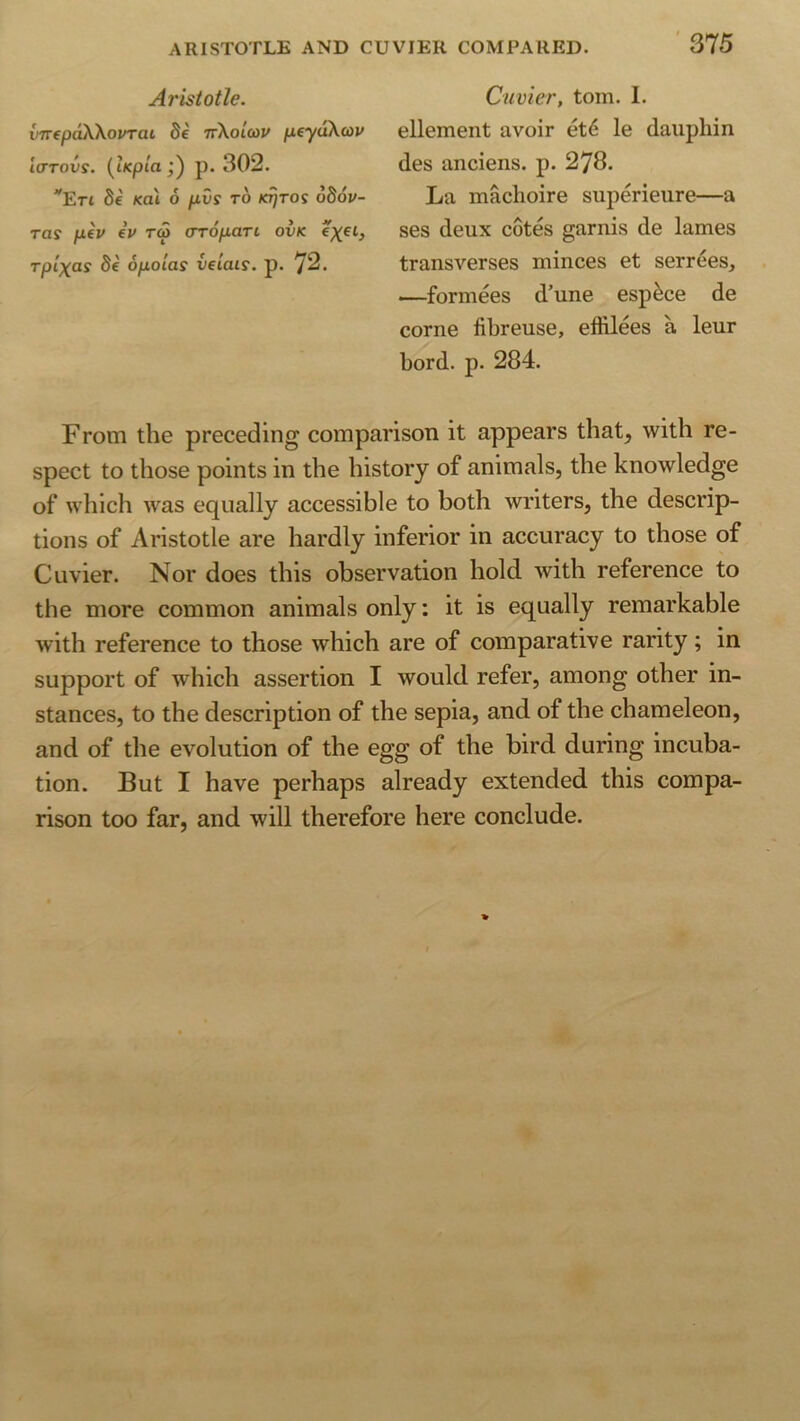 ARISTOTLE AND CUVIER COMPARED. 375
Aristotle.
ὑπεράλλονται δὲ πλοίων μεγάλων
ἱστούς. (ἰκρία ;) p. 302.
Ἔτι δὲ καὶ ὁ μῦς τὸ κῆτος ὀδόν-
τας μὲν ἐν τῷ στόματι οὐκ ἔχει,
τρίχας δὲ ὁμοίας ὑείαις. p. 72.
Cuvier, tom. I.
ellement avoir eté le dauphin
des anciens. p. 278.
La mâchoire supérieure—a
ses deux côtés garnis de lames
transverses minces et serrées,
—formées d'une espèce de
corne fibreuse, effilées à leur
bord. p. 284.
From the preceding comparison it appears that, with re-
spect to those points in the history of animals, the knowledge
of which was equally accessible to both writers, the descrip-
tions of Aristotle are hardly inferior in accuracy to those of
Cuvier. Nor does this observation hold with reference to
the more common animals only: it is equally remarkable
with reference to those which are of comparative rarity; in
support of which assertion I would refer, among other in-
stances, to the description of the sepia, and of the chameleon,
and of the evolution of the egg of the bird during incuba-
tion. But I have perhaps already extended this compa-
rison too far, and will therefore here conclude.